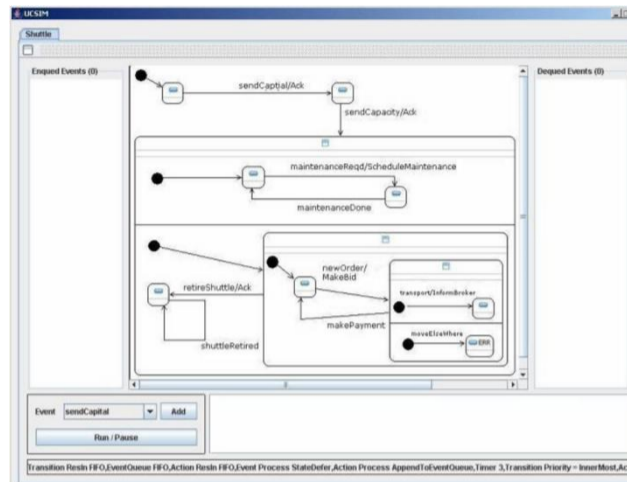 UCSIM
Shuttle
Enqued Events (0)
Dequed Events (0)
sendCaptial/Ack
sendCapacity/Ack
maintenanceReqd/ScheduleMaintenance
maintenanceDone
newOrder/
MakeBid
retireShuttle/Ack
transport/InformBroker
makePayment
moveElseWhere
ERR
shuttleRetired
Event
sendCapital
Add
Run / Pause
Transition Resln FIFO,EventQueue FIFO,Action Resln FIFO,Event Process StateDefer,Action Process AppendToEventQueue,Timer 3,Transition Priority = InnerMost,Ac